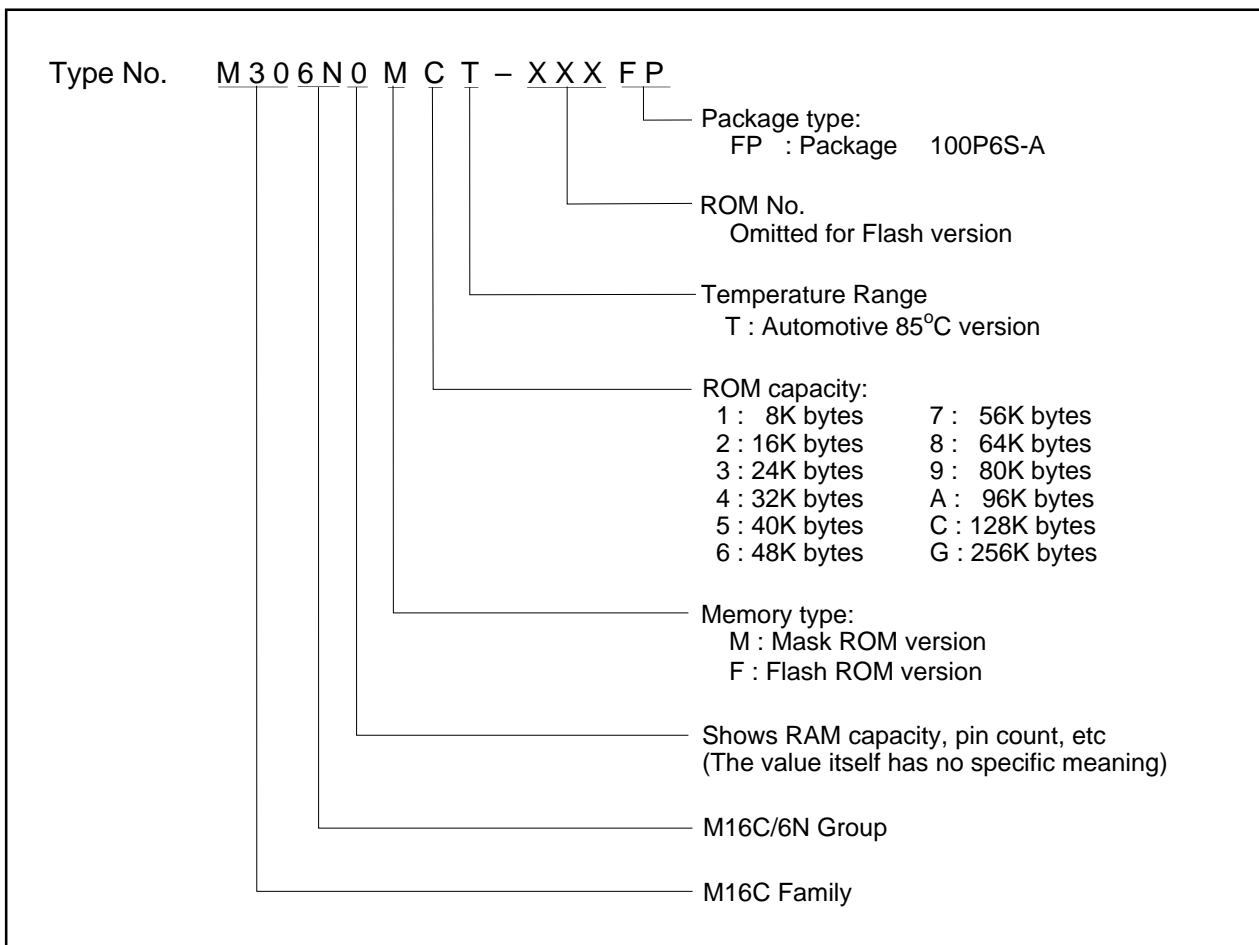 Type No. M 3 0 6 N 0 M C T – X X X F P
Package type:
FP : Package 100P6S-A
ROM No.
Omitted for Flash version
Temperature Range
T : Automotive 85°C version
ROM capacity:
1 : 8K bytes 7 : 56K bytes
2 : 16K bytes 8 : 64K bytes
3 : 24K bytes 9 : 80K bytes
4 : 32K bytes A : 96K bytes
5 : 40K bytes C : 128K bytes
6 : 48K bytes G : 256K bytes
Memory type:
M : Mask ROM version
F : Flash ROM version
Shows RAM capacity, pin count, etc
(The value itself has no specific meaning)
M16C/6N Group
M16C Family